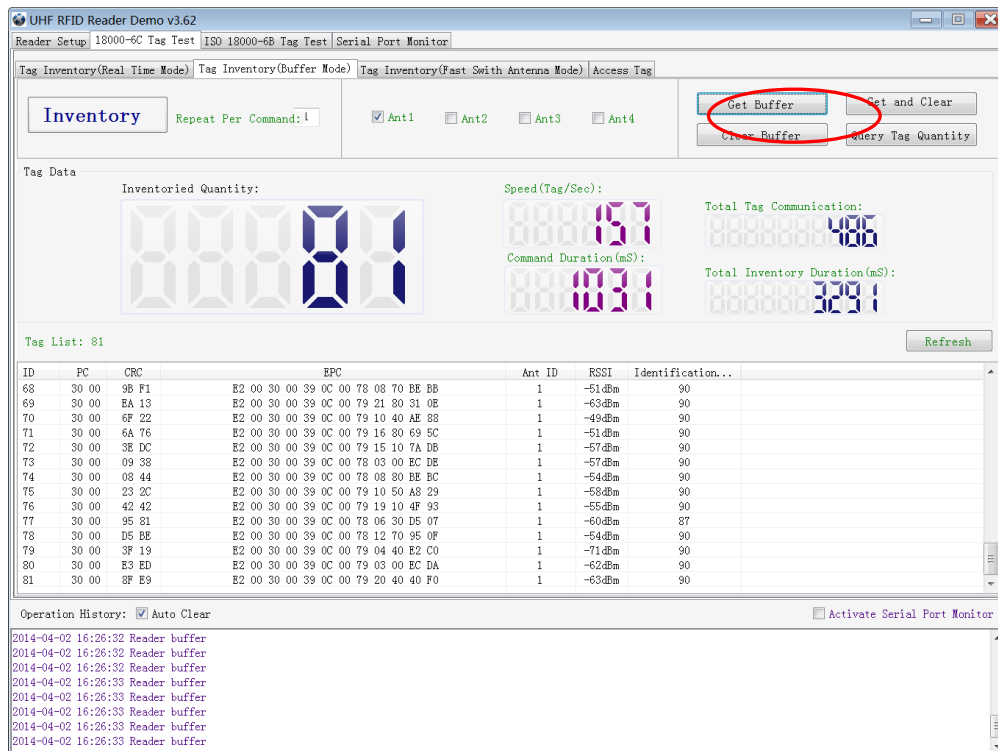 UHF RFID Reader Demo v3.62
Reader Setup 18000-6C Tag Test ISO 18000-6B Tag Test Serial Port Monitor
Tag Inventory(Real Time Mode) Tag Inventory(Buffer Mode) Tag Inventory(Fast Swith Antenna Mode) Access Tag
Inventory Repeat Per Command: 1 Ant1 Ant2 Ant3 Ant4 Get Buffer Get and Clear
Clear Buffer Query Tag Quantity
Tag Data
Inventoried Quantity: Speed(Tag/Sec): Total Tag Communication:
81 157 486
Command Duration(mS): Total Inventory Duration(mS):
1031 3291
Tag List: 81 Refresh
ID PC CRC EPC Ant ID RSSI Identification...
68 30 00 9B F1 E2 00 30 00 39 0C 00 78 08 70 BE BB 1 -51dBm 90
69 30 00 EA 13 E2 00 30 00 39 0C 00 79 21 80 31 0E 1 -63dBm 90
70 30 00 6F 22 E2 00 30 00 39 0C 00 79 10 40 AE 88 1 -49dBm 90
71 30 00 6A 76 E2 00 30 00 39 0C 00 79 16 80 69 5C 1 -51dBm 90
72 30 00 3E DC E2 00 30 00 39 0C 00 79 15 10 7A DB 1 -57dBm 90
73 30 00 09 38 E2 00 30 00 39 0C 00 78 03 00 EC DE 1 -57dBm 90
74 30 00 08 44 E2 00 30 00 39 0C 00 78 08 80 BE BC 1 -54dBm 90
75 30 00 23 2C E2 00 30 00 39 0C 00 79 10 50 A8 29 1 -58dBm 90
76 30 00 42 42 E2 00 30 00 39 0C 00 79 19 10 4F 93 1 -55dBm 90
77 30 00 95 81 E2 00 30 00 39 0C 00 78 06 30 D5 07 1 -60dBm 87
78 30 00 D5 BE E2 00 30 00 39 0C 00 78 12 70 95 0F 1 -54dBm 90
79 30 00 3F 19 E2 00 30 00 39 0C 00 79 04 40 E2 C0 1 -71dBm 90
80 30 00 E3 ED E2 00 30 00 39 0C 00 79 03 00 EC DA 1 -62dBm 90
81 30 00 8F E9 E2 00 30 00 39 0C 00 79 20 40 40 F0 1 -63dBm 90
Operation History: Auto Clear Activate Serial Port Monitor
2014-04-02 16:26:32 Reader buffer
2014-04-02 16:26:32 Reader buffer
2014-04-02 16:26:32 Reader buffer
2014-04-02 16:26:33 Reader buffer
2014-04-02 16:26:33 Reader buffer
2014-04-02 16:26:33 Reader buffer
2014-04-02 16:26:33 Reader buffer
2014-04-02 16:26:33 Reader buffer